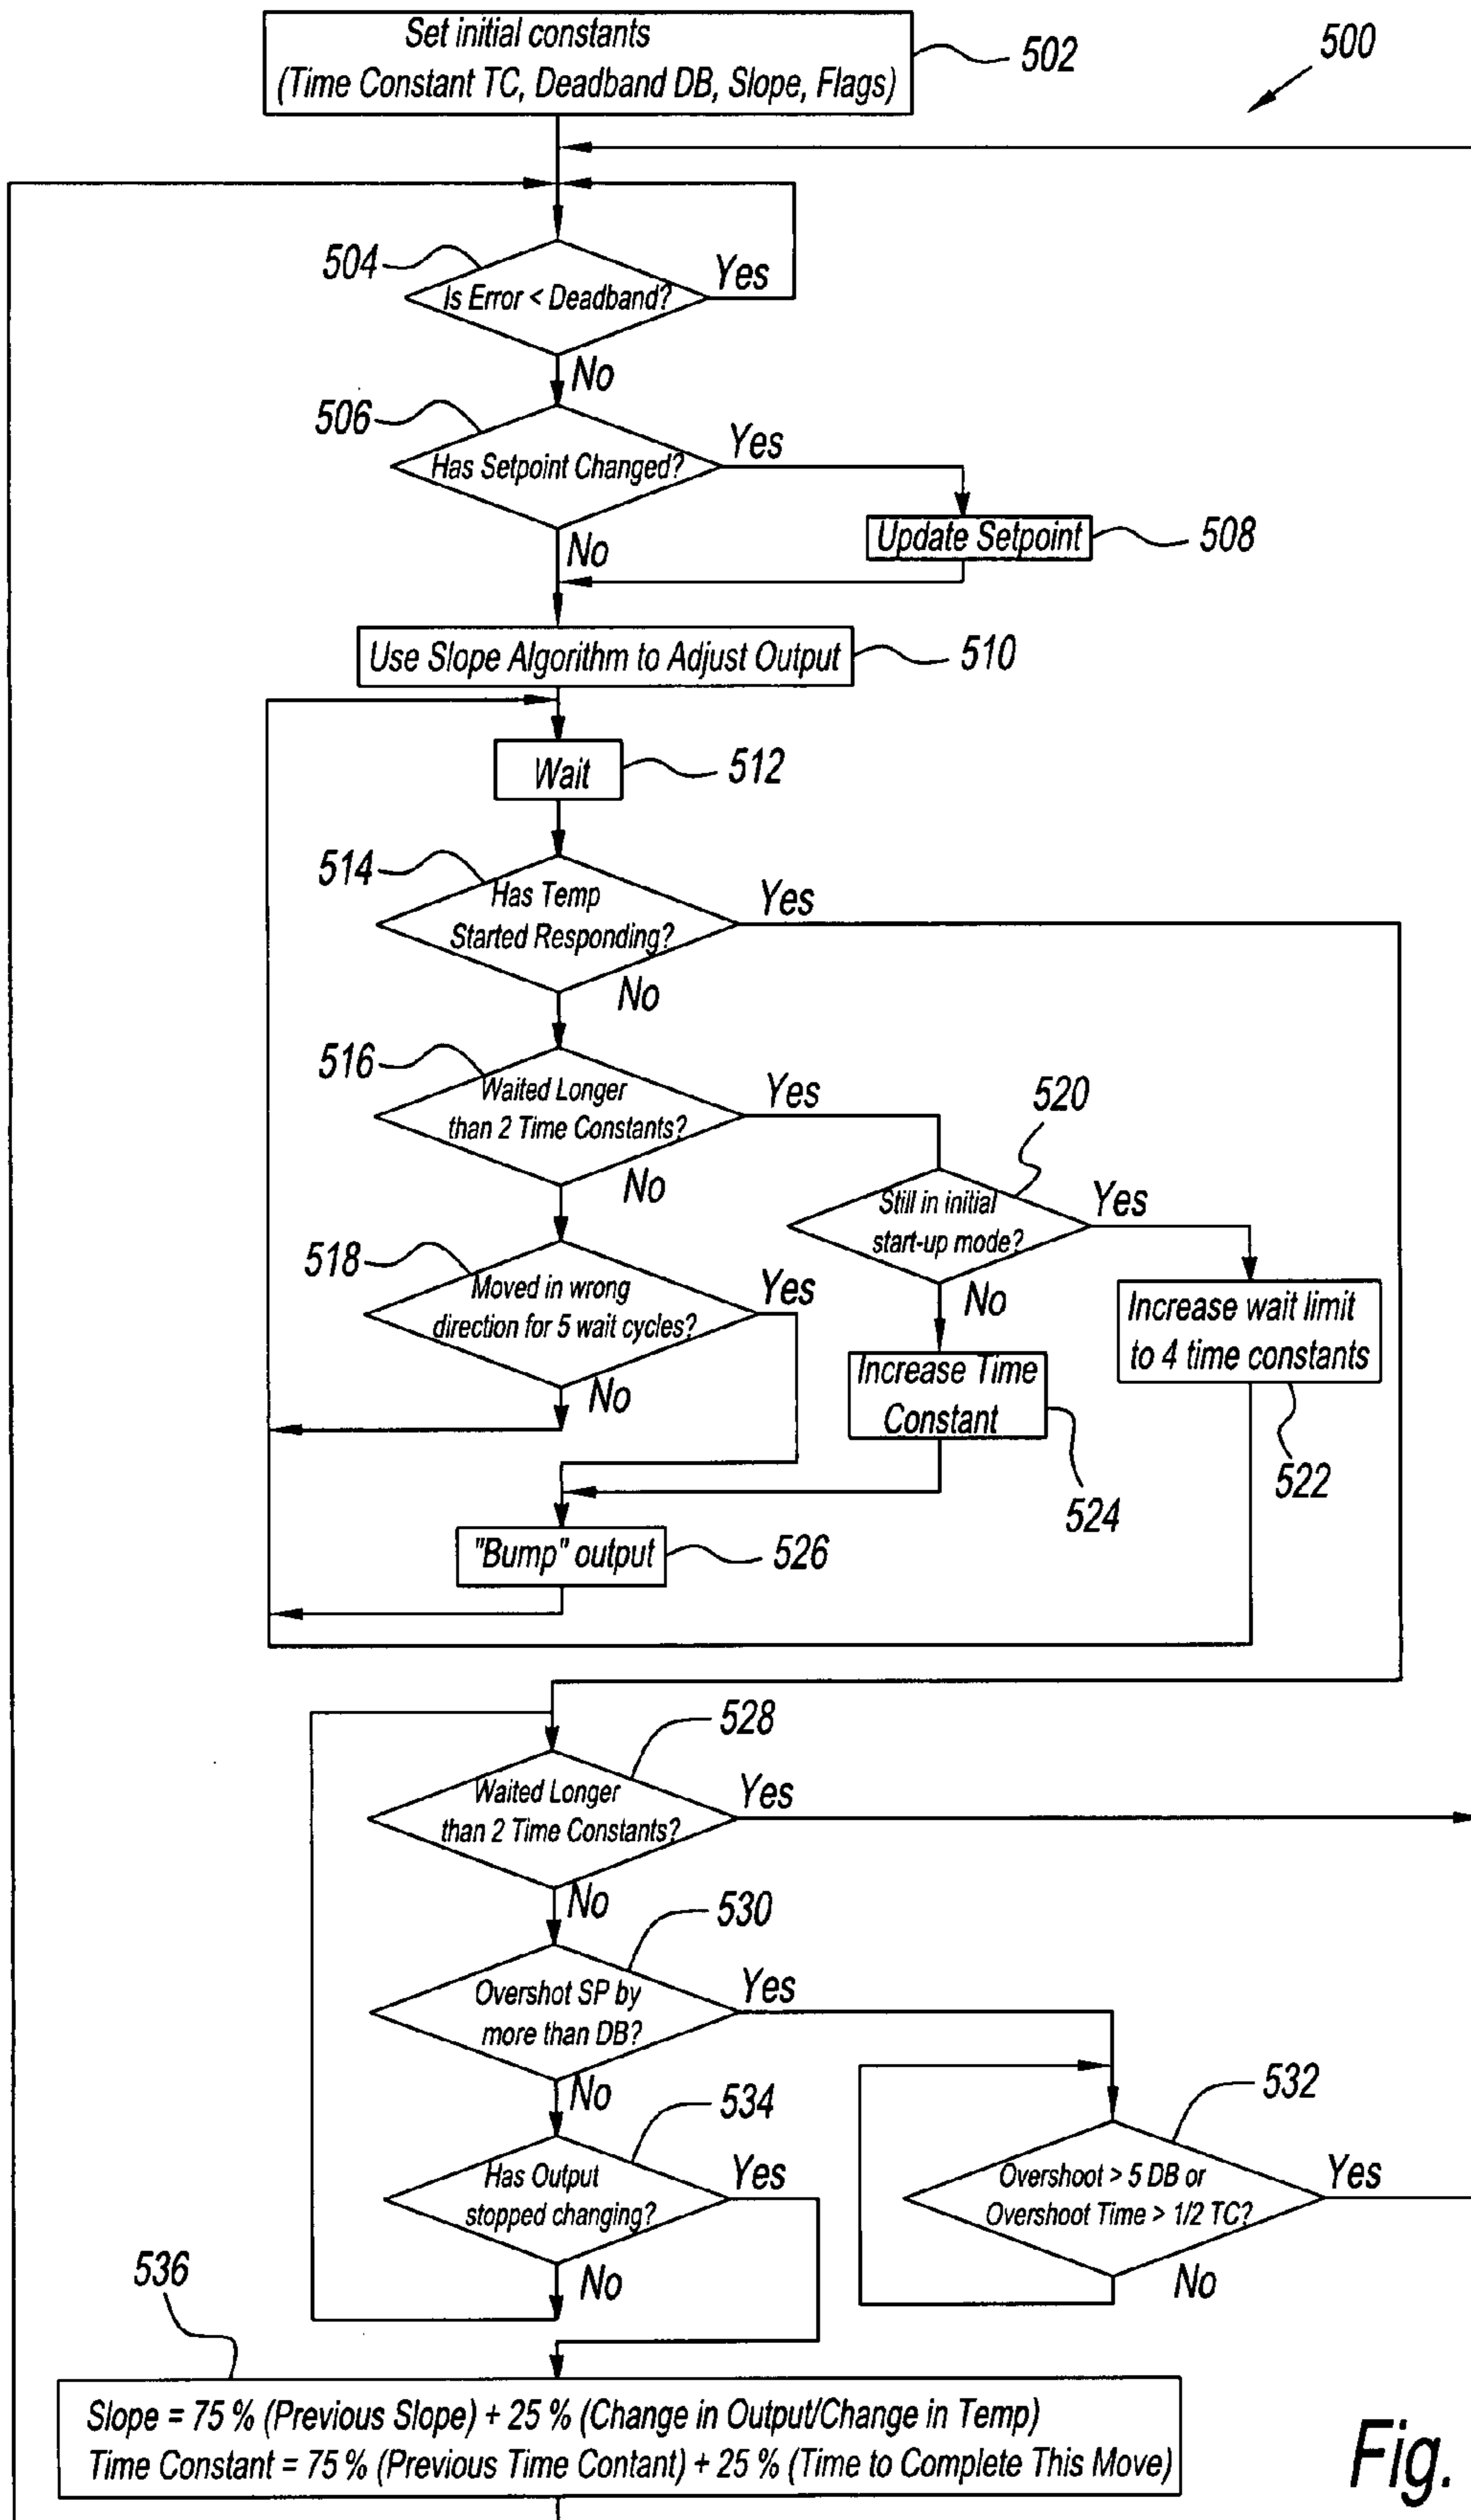 Set initial constants
(Time Constant TC, Deadband DB, Slope, Flags)
502
500
504
Yes
Is Error < Deadband?
No
506
Yes
Has Setpoint Changed?
Update Setpoint
508
No
Use Slope Algorithm to Adjust Output
510
Wait
512
514
Has Temp
Started Responding?
Yes
No
516
Waited Longer
than 2 Time Constants?
Yes
520
No
Still in initial
start-up mode?
Yes
518
Moved in wrong
direction for 5 wait cycles?
Yes
No
Increase wait limit
to 4 time constants
No
Increase Time
Constant
522
524
"Bump" output
526
528
Waited Longer
than 2 Time Constants?
Yes
No
530
Overshot SP by
more than DB?
Yes
No
534
532
Has Output
stopped changing?
Yes
Overshoot > 5 DB or
Overshoot Time > 1/2 TC?
Yes
No
No
536
Slope = 75 % (Previous Slope) + 25 % (Change in Output/Change in Temp)
Time Constant = 75 % (Previous Time Contant) + 25 % (Time to Complete This Move)
Fig.